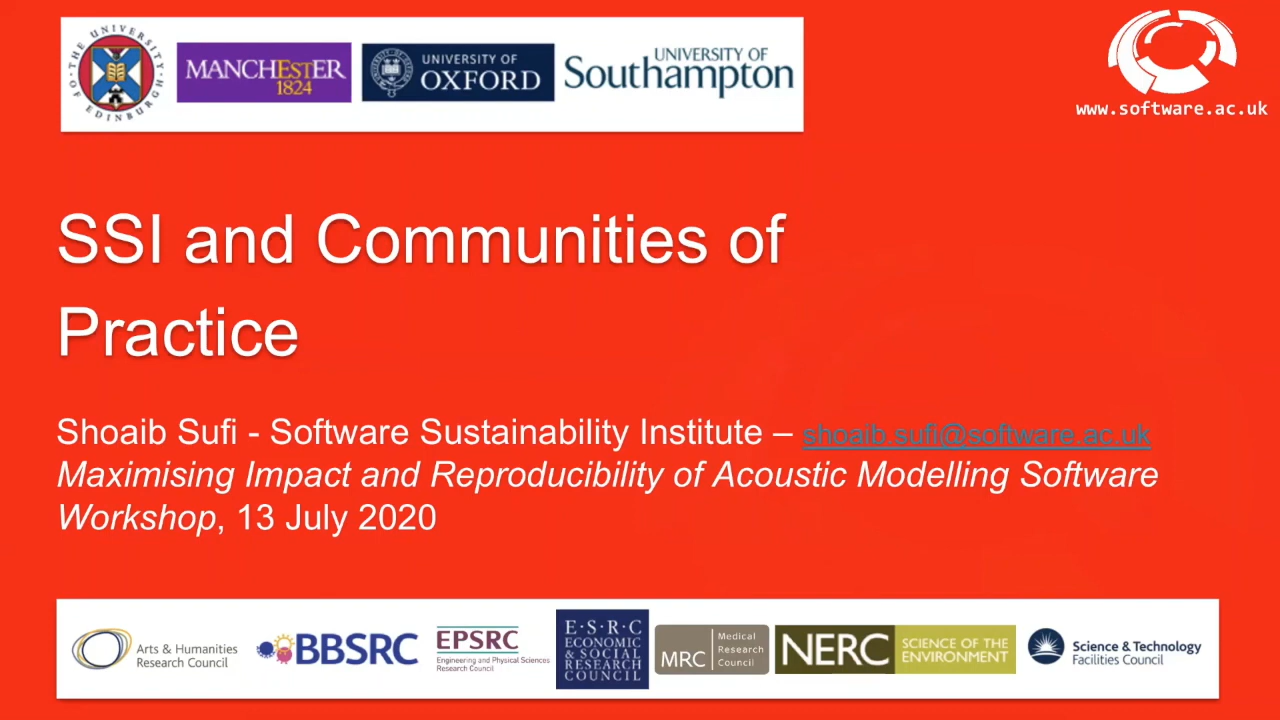 THE UNIVERSITY OF EDINBURGH
MANCHESTER
1824
UNIVERSITY OF
OXFORD
UNIVERSITY OF
Southampton
www.software.ac.uk
SSI and Communities of
Practice
Shoaib Sufi - Software Sustainability Institute – shoaib.sufi@software.ac.uk
Maximising Impact and Reproducibility of Acoustic Modelling Software
Workshop, 13 July 2020
Arts & Humanities
Research Council
BBSRC
EPSRC
Engineering and Physical Sciences
Research Council
E·S·R·C
ECONOMIC
& SOCIAL
RESEARCH
COUNCIL
MRC
Medical
Research
Council
NERC
SCIENCE OF THE
ENVIRONMENT
Science & Technology
Facilities Council